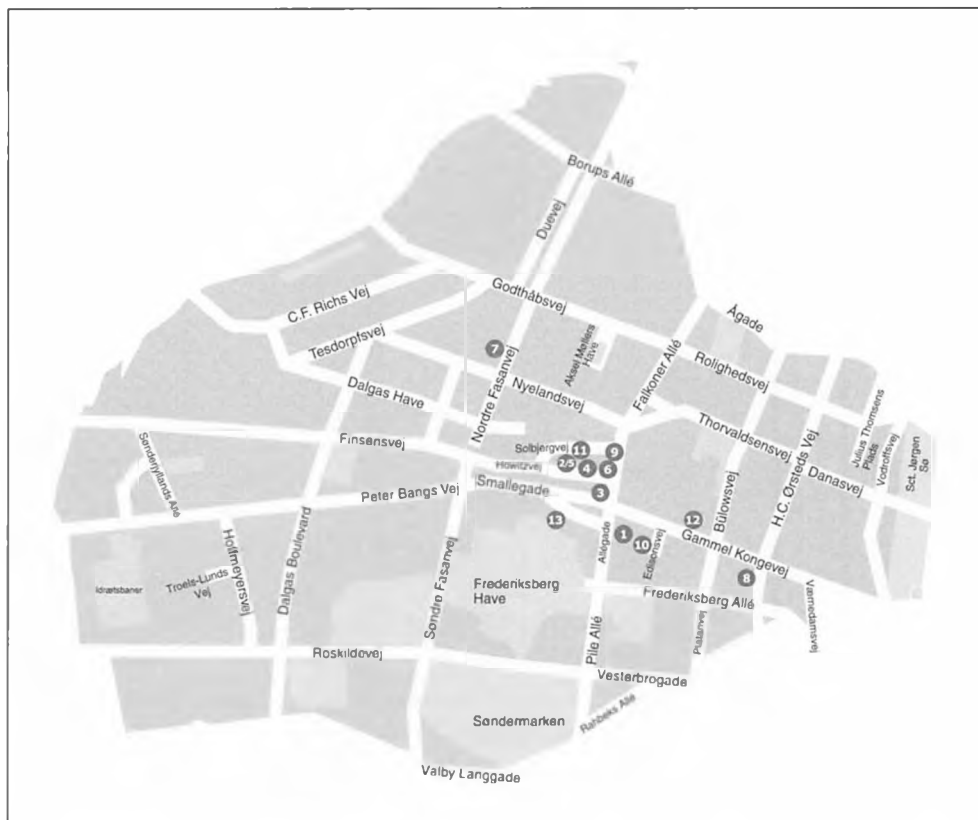 Borups Allé
Duevej
C.F. Richs Vej
Godthåbsvej
Ågade
Tesdorpfsvej
7
Aksel Møllers
Have
Falkoner Allé
Rolighedsvej
Dalgas Have
Nordre Fasanvej
Nyelandsvej
Julius Thomsens
Plads
Vodroffsvej
Sct. Jørgen
Sø
Sønderjyllands Allé
Finsensvej
Solbjergvej
11
9
Thorvaldsensvej
Danasvej
Howitzvej
2/5
4
6
Bülowsvej
H.C. Ørsteds Vej
Peter Bangs Vej
Smallegade
3
13
Allégade
1
10
Edisonsvej
12
Gammel Kongevej
Hoffmeyersvej
Dalgas Boulevard
Idrætsbaner
Troels-Lunds
Vej
Søndre Fasanvej
Frederiksberg
Have
8
Frederiksberg Allé
Værnedamsvej
Platanvej
Pile Allé
Roskildevej
Vesterbrogade
Rahbeks Allé
Søndermarken
Valby Langgade